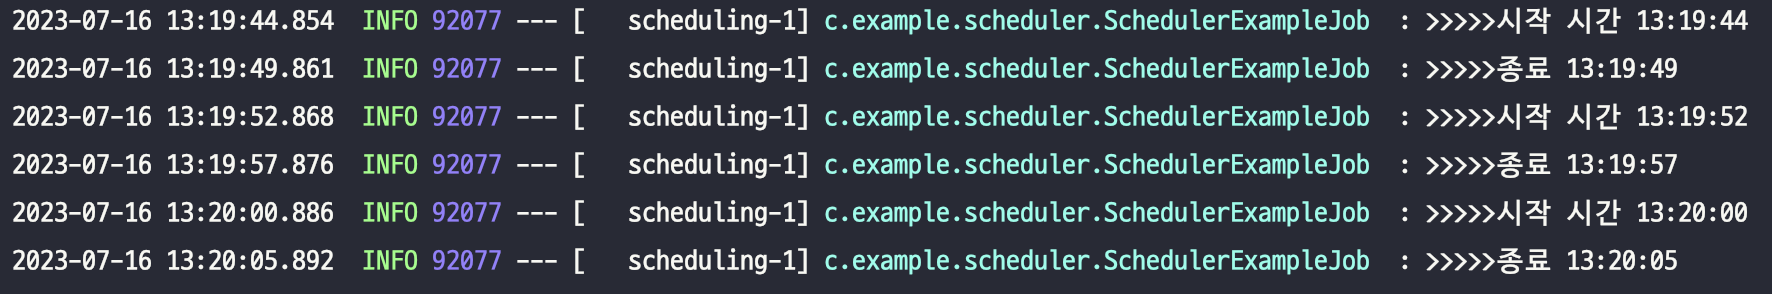 2023-07-16 13:19:44.854  INFO 92077 --- [   scheduling-1] c.example.scheduler.SchedulerExampleJob  : >>>>>시작 시간 13:19:44
2023-07-16 13:19:49.861  INFO 92077 --- [   scheduling-1] c.example.scheduler.SchedulerExampleJob  : >>>>>종료 13:19:49
2023-07-16 13:19:52.868  INFO 92077 --- [   scheduling-1] c.example.scheduler.SchedulerExampleJob  : >>>>>시작 시간 13:19:52
2023-07-16 13:19:57.876  INFO 92077 --- [   scheduling-1] c.example.scheduler.SchedulerExampleJob  : >>>>>종료 13:19:57
2023-07-16 13:20:00.886  INFO 92077 --- [   scheduling-1] c.example.scheduler.SchedulerExampleJob  : >>>>>시작 시간 13:20:00
2023-07-16 13:20:05.892  INFO 92077 --- [   scheduling-1] c.example.scheduler.SchedulerExampleJob  : >>>>>종료 13:20:05